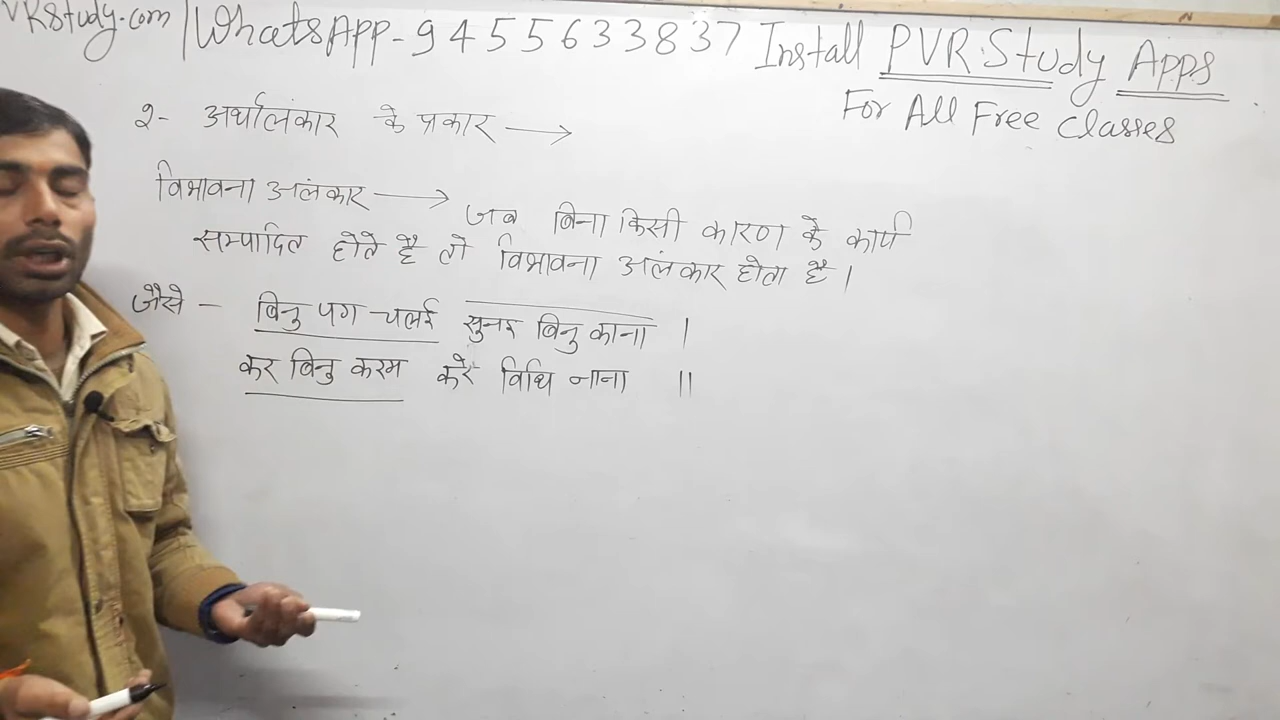 VKStudy.com | WhatsApp-9455633837 Install PVR Study Apps
For All Free Classes
२- अर्थालंकार के प्रकार →
विभावना अलंकार → जब बिना किसी कारण के कार्य
सम्पादित होते है तो विभावना अलंकार होता है।
जैसे - बिनु पग चलई सुनइ बिनु काना ।
कर बिनु करम करे विधि नाना ॥